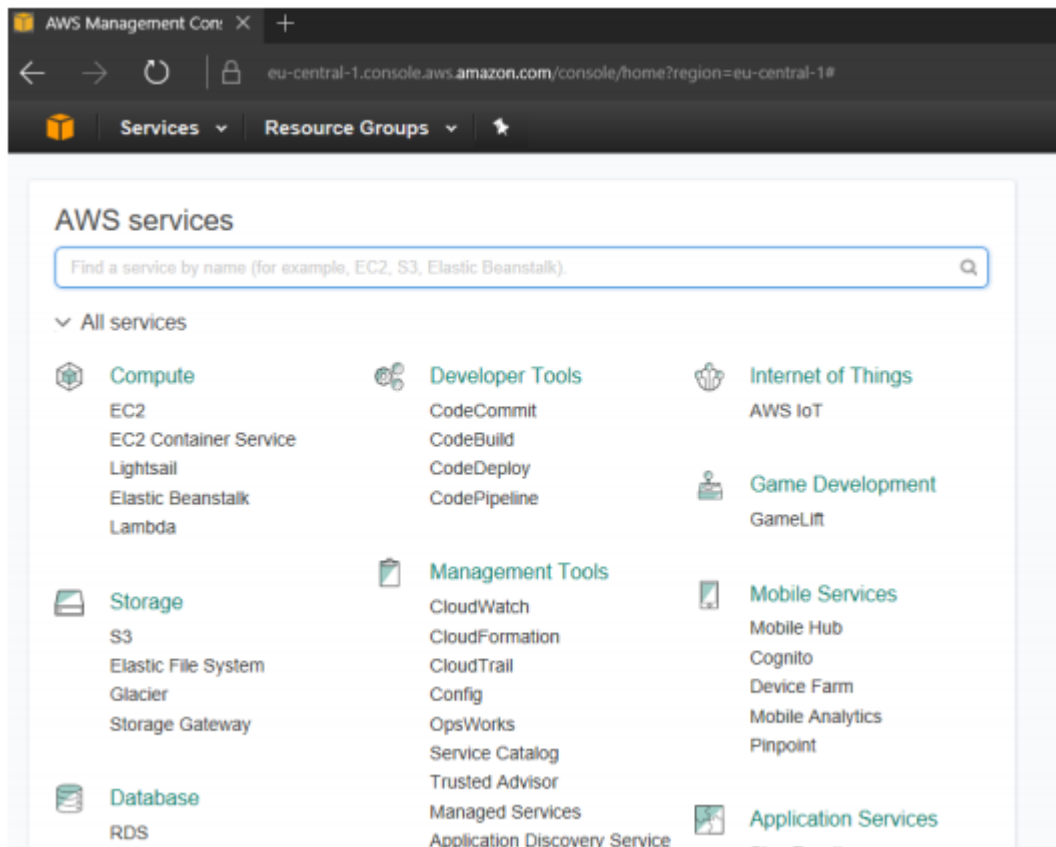 AWS Management Con:
eu-central-1.console.aws.amazon.com/console/home?region=eu-central-1#
Services
Resource Groups
AWS services
Find a service by name (for example, EC2, S3, Elastic Beanstalk).
All services
Compute
EC2
EC2 Container Service
Lightsail
Elastic Beanstalk
Lambda
Storage
S3
Elastic File System
Glacier
Storage Gateway
Database
RDS
Developer Tools
CodeCommit
CodeBuild
CodeDeploy
CodePipeline
Management Tools
CloudWatch
CloudFormation
CloudTrail
Config
OpsWorks
Service Catalog
Trusted Advisor
Managed Services
Application Discovery Service
Internet of Things
AWS IoT
Game Development
GameLift
Mobile Services
Mobile Hub
Cognito
Device Farm
Mobile Analytics
Pinpoint
Application Services